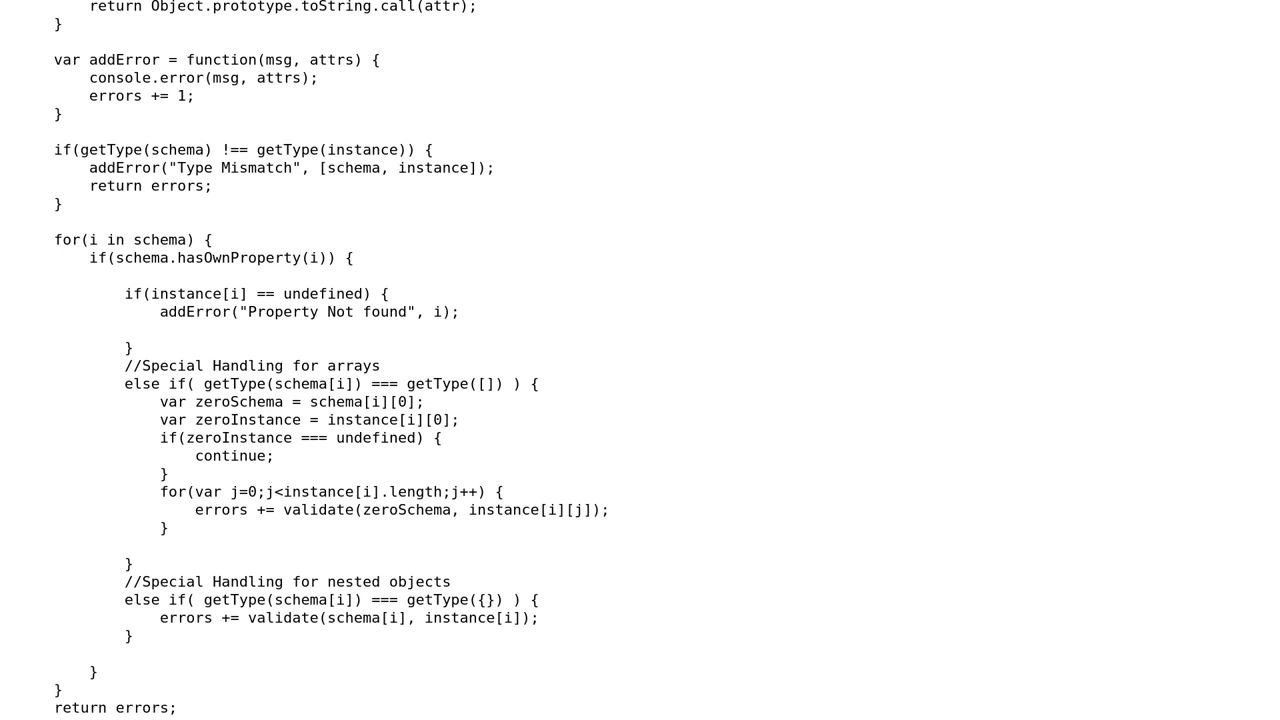 return Object.prototype.toString.call(attr);
}
var addError = function(msg, attrs) {
console.error(msg, attrs);
errors += 1;
}
if(getType(schema) !== getType(instance)) {
addError("Type Mismatch", [schema, instance]);
return errors;
}
for(i in schema) {
if(schema.hasOwnProperty(i)) {
if(instance[i] == undefined) {
addError("Property Not found", i);
}
//Special Handling for arrays
else if( getType(schema[i]) === getType([]) ) {
var zeroSchema = schema[i][0];
var zeroInstance = instance[i][0];
if(zeroInstance === undefined) {
continue;
}
for(var j=0;j<instance[i].length;j++) {
errors += validate(zeroSchema, instance[i][j]);
}
}
//Special Handling for nested objects
else if( getType(schema[i]) === getType({}) ) {
errors += validate(schema[i], instance[i]);
}
}
}
return errors;